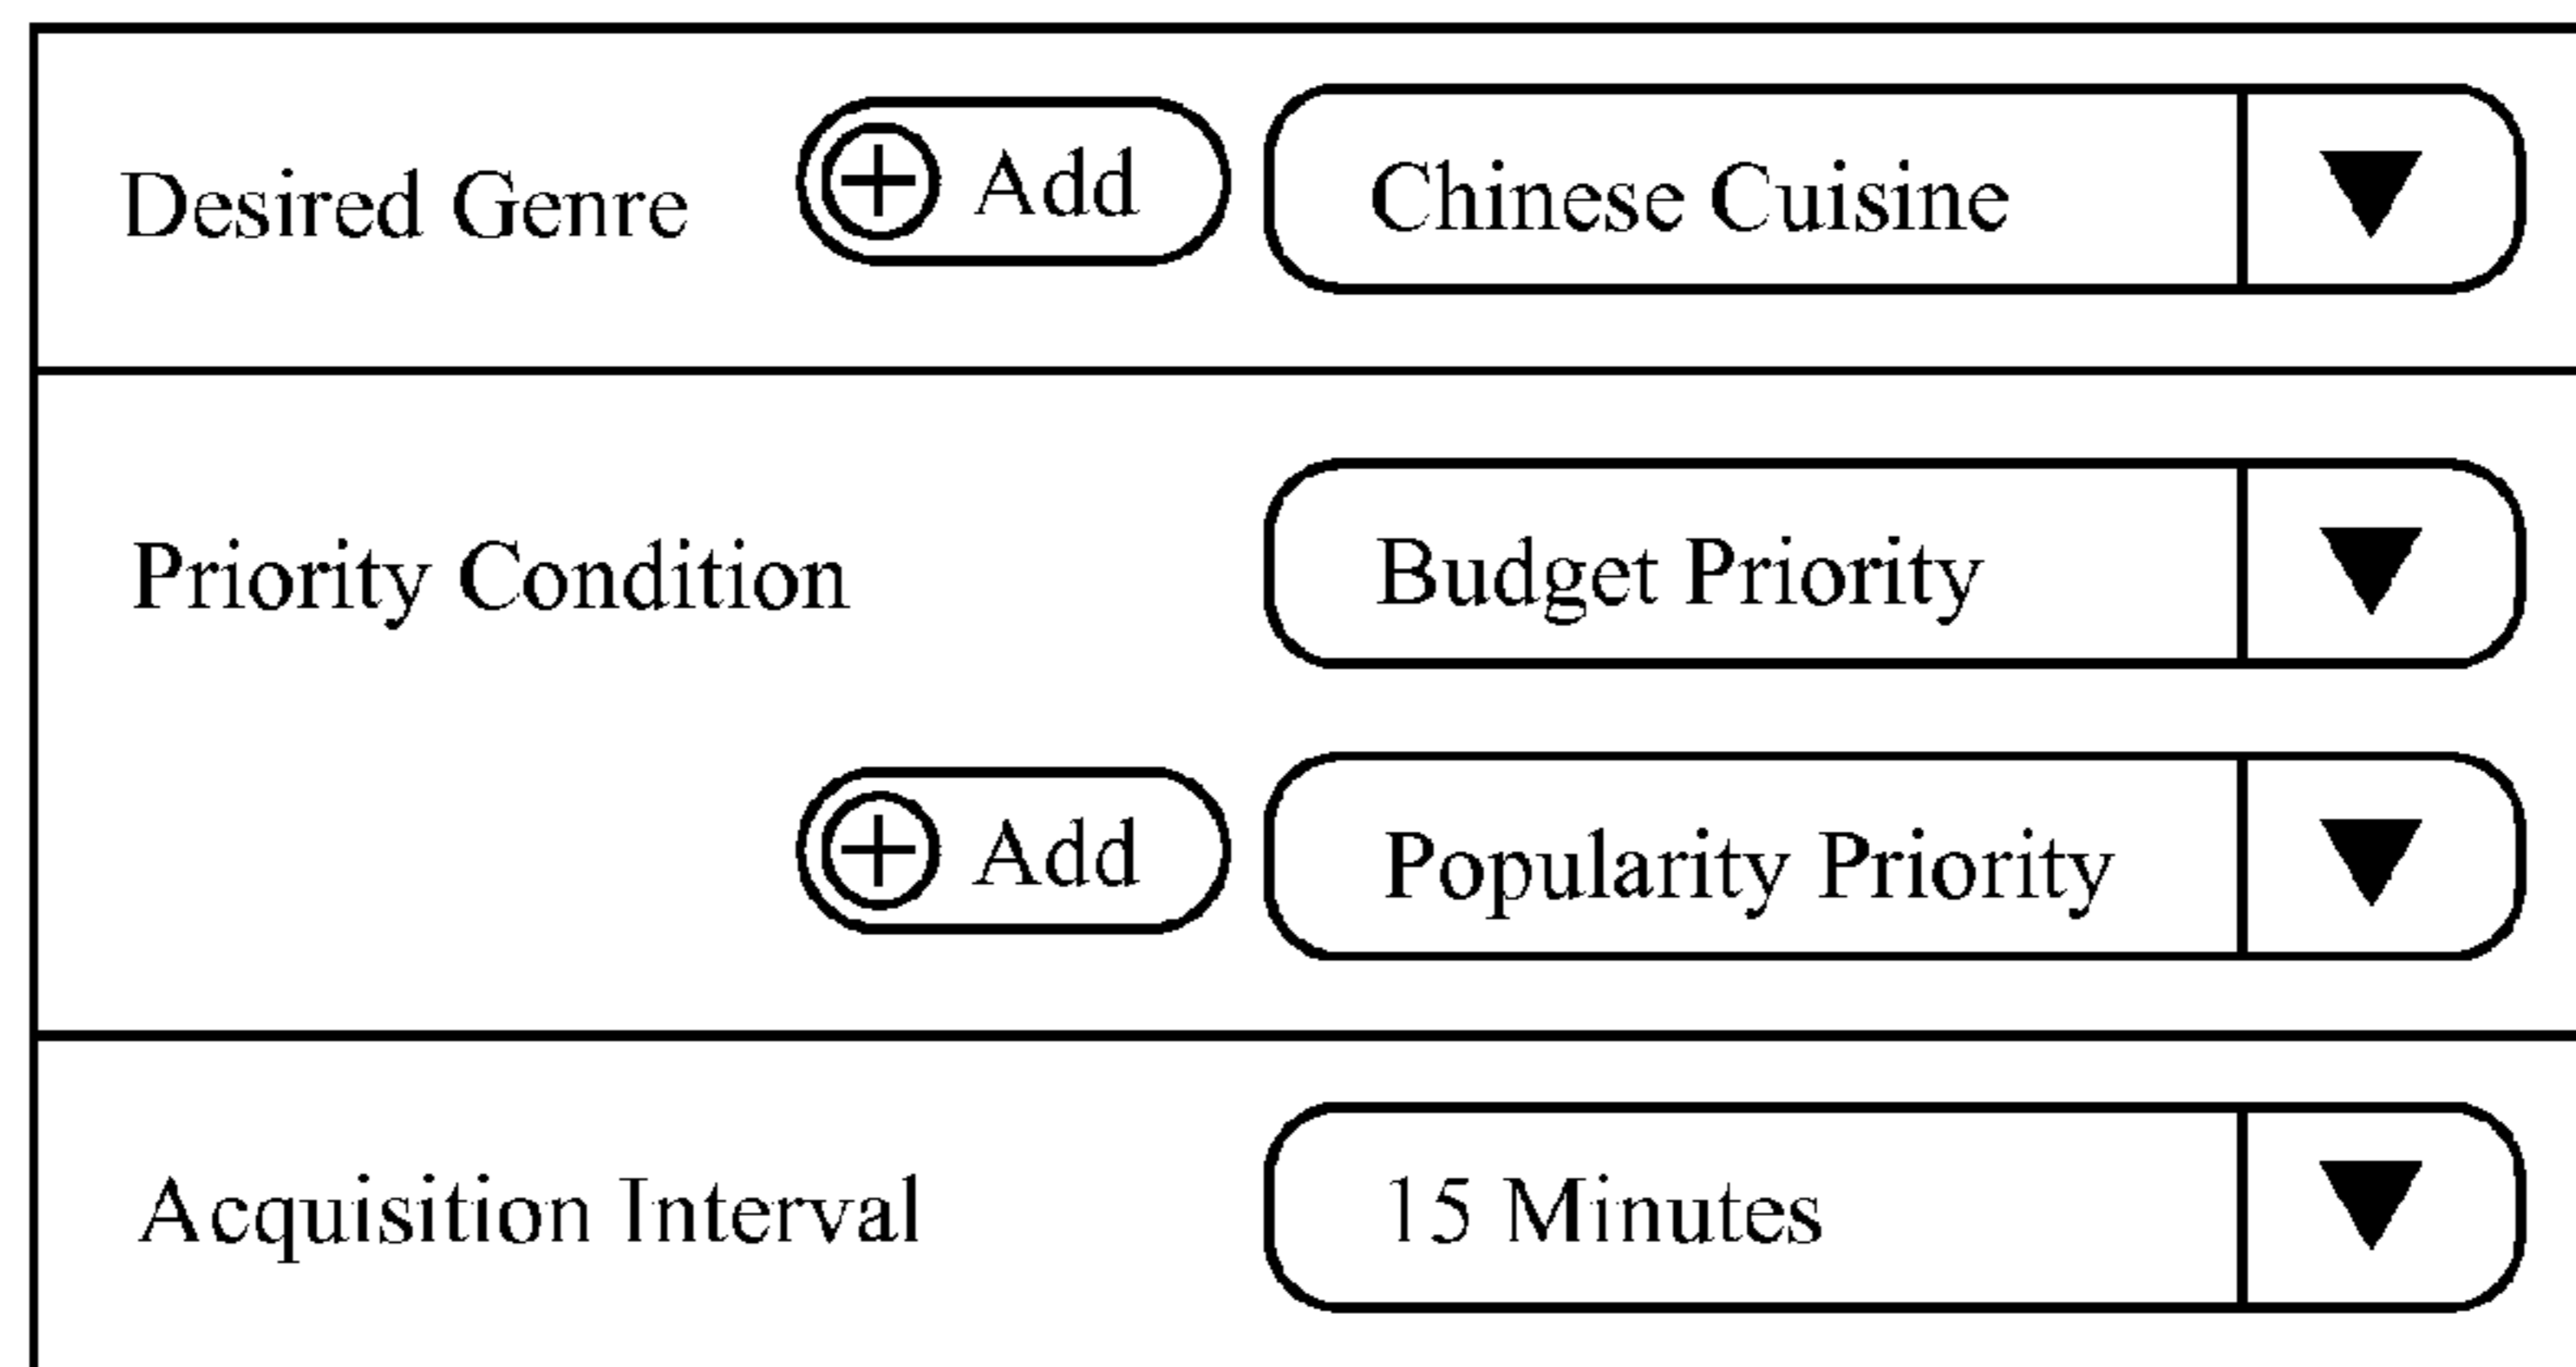 Desired Genre Add Chinese Cuisine
Priority Condition Budget Priority
Add Popularity Priority
Acquisition Interval 15 Minutes